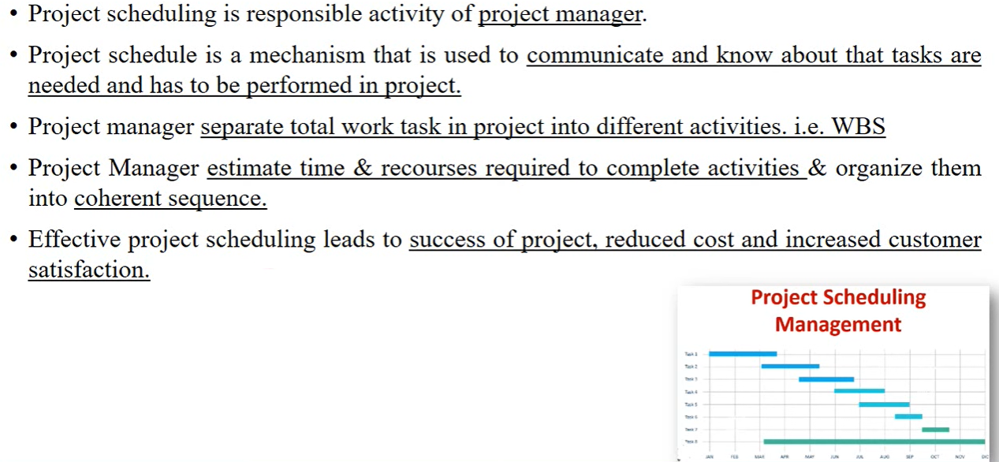 • Project scheduling is responsible activity of project manager.
• Project schedule is a mechanism that is used to communicate and know about that tasks are
needed and has to be performed in project.
• Project manager separate total work task in project into different activities. i.e. WBS
• Project Manager estimate time & recourses required to complete activities & organize them
into coherent sequence.
• Effective project scheduling leads to success of project, reduced cost and increased customer
satisfaction.
Project Scheduling
Management
Task 1
Task 2
Task 3
Task 4
Task 5
Task 6
Task 7
Task 8
JAN FEB MAR APR MAY JUN JUL AUG SEP OCT NOV DIC